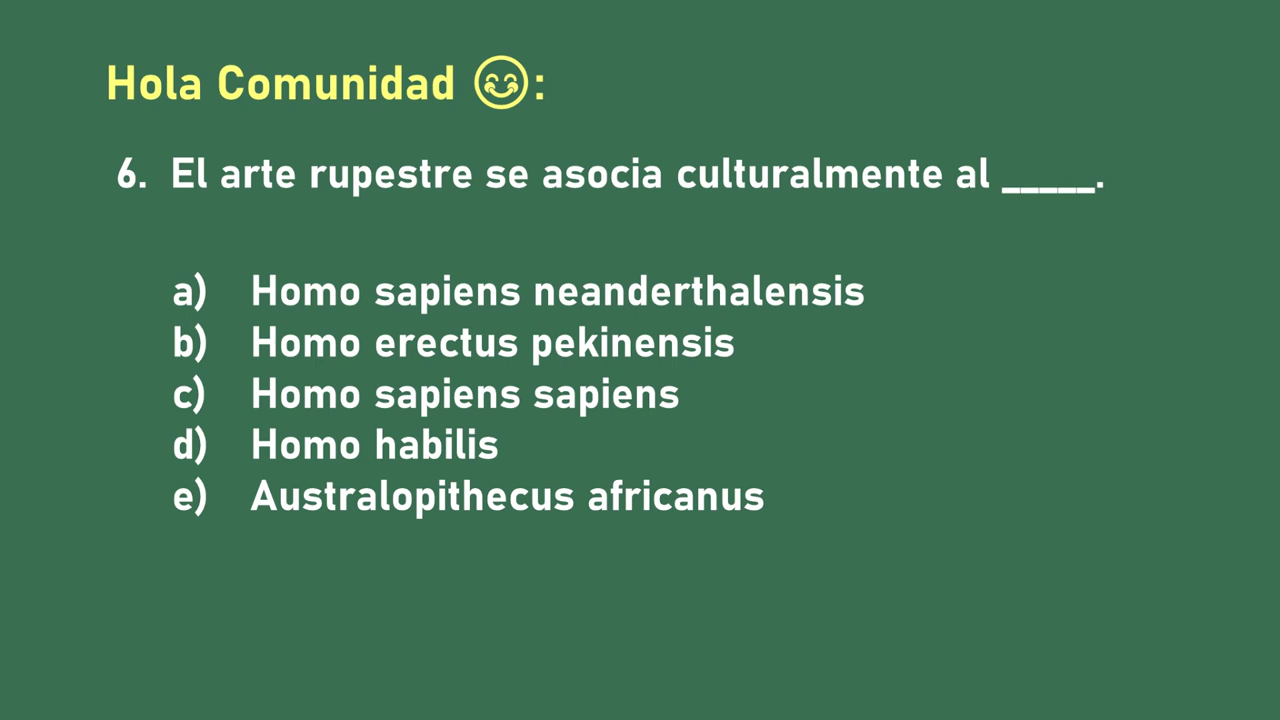 Hola Comunidad 😊:
6. El arte rupestre se asocia culturalmente al _____.
a) Homo sapiens neanderthalensis
b) Homo erectus pekinensis
c) Homo sapiens sapiens
d) Homo habilis
e) Australopithecus africanus